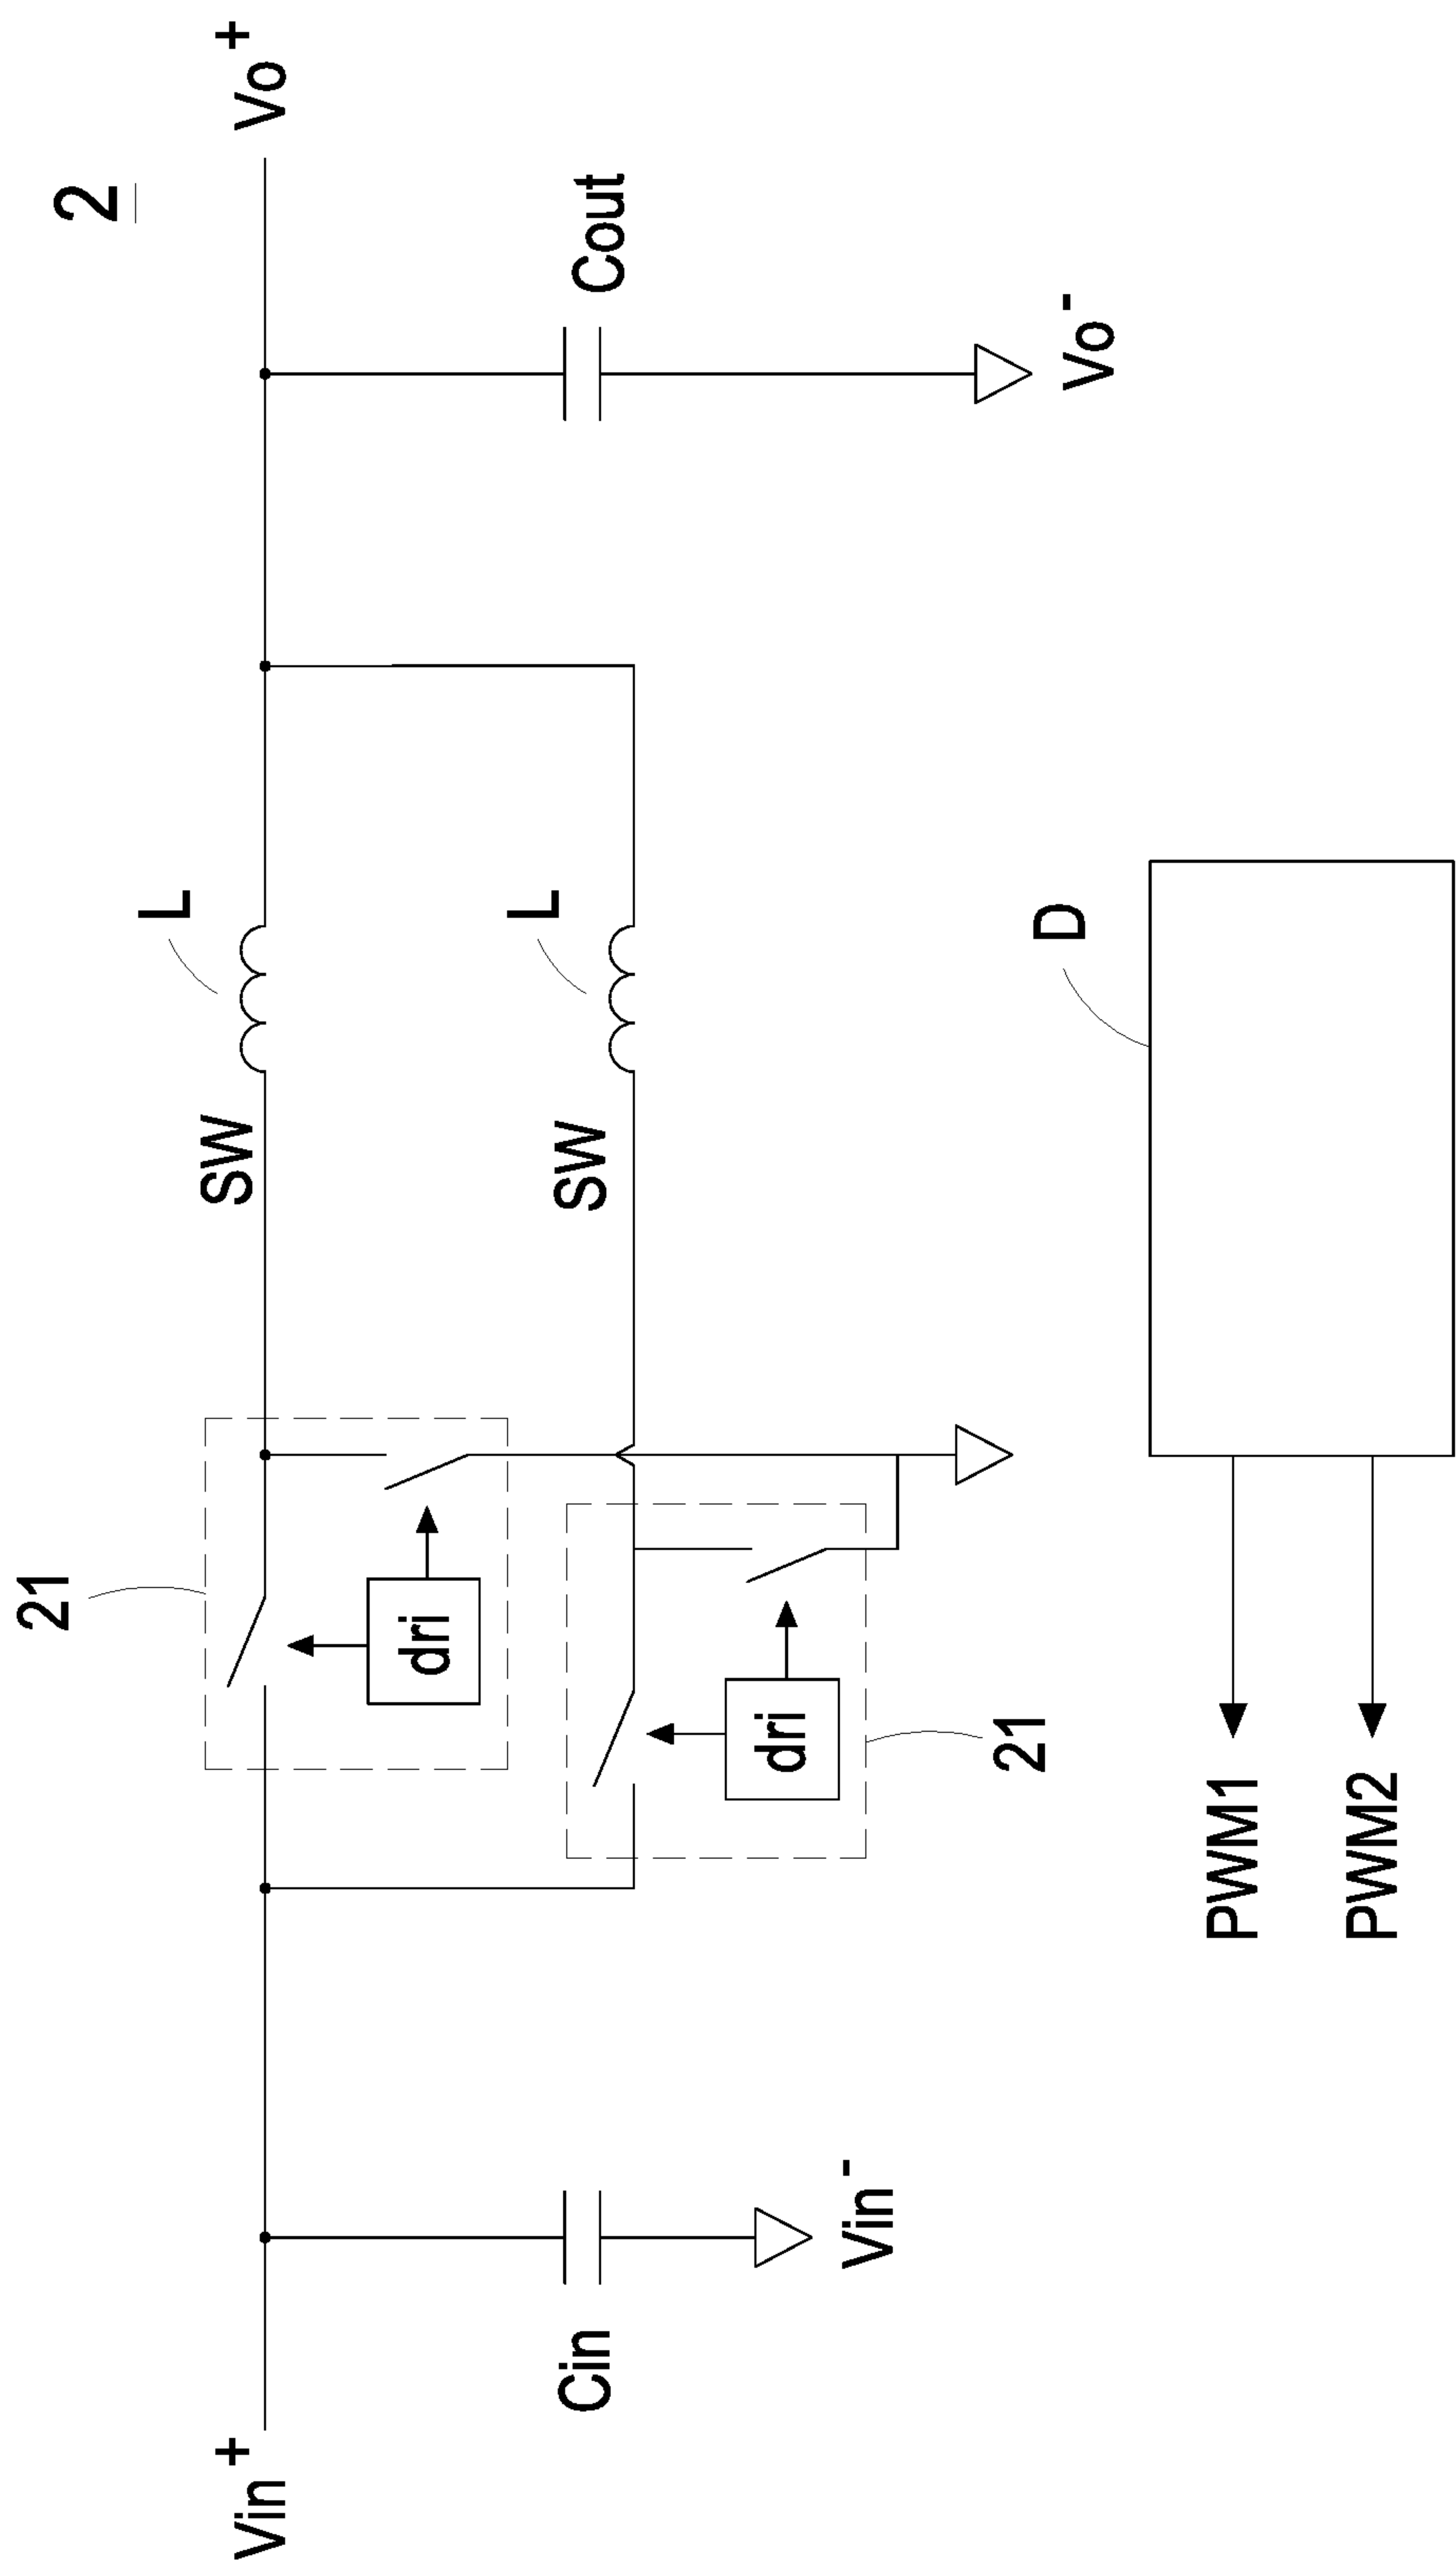 2
21
L
L
SW
SW
Vin+
Vo+
dri
dri
21
Cin
Cout
Vin-
Vo-
D
PWM1
PWM2